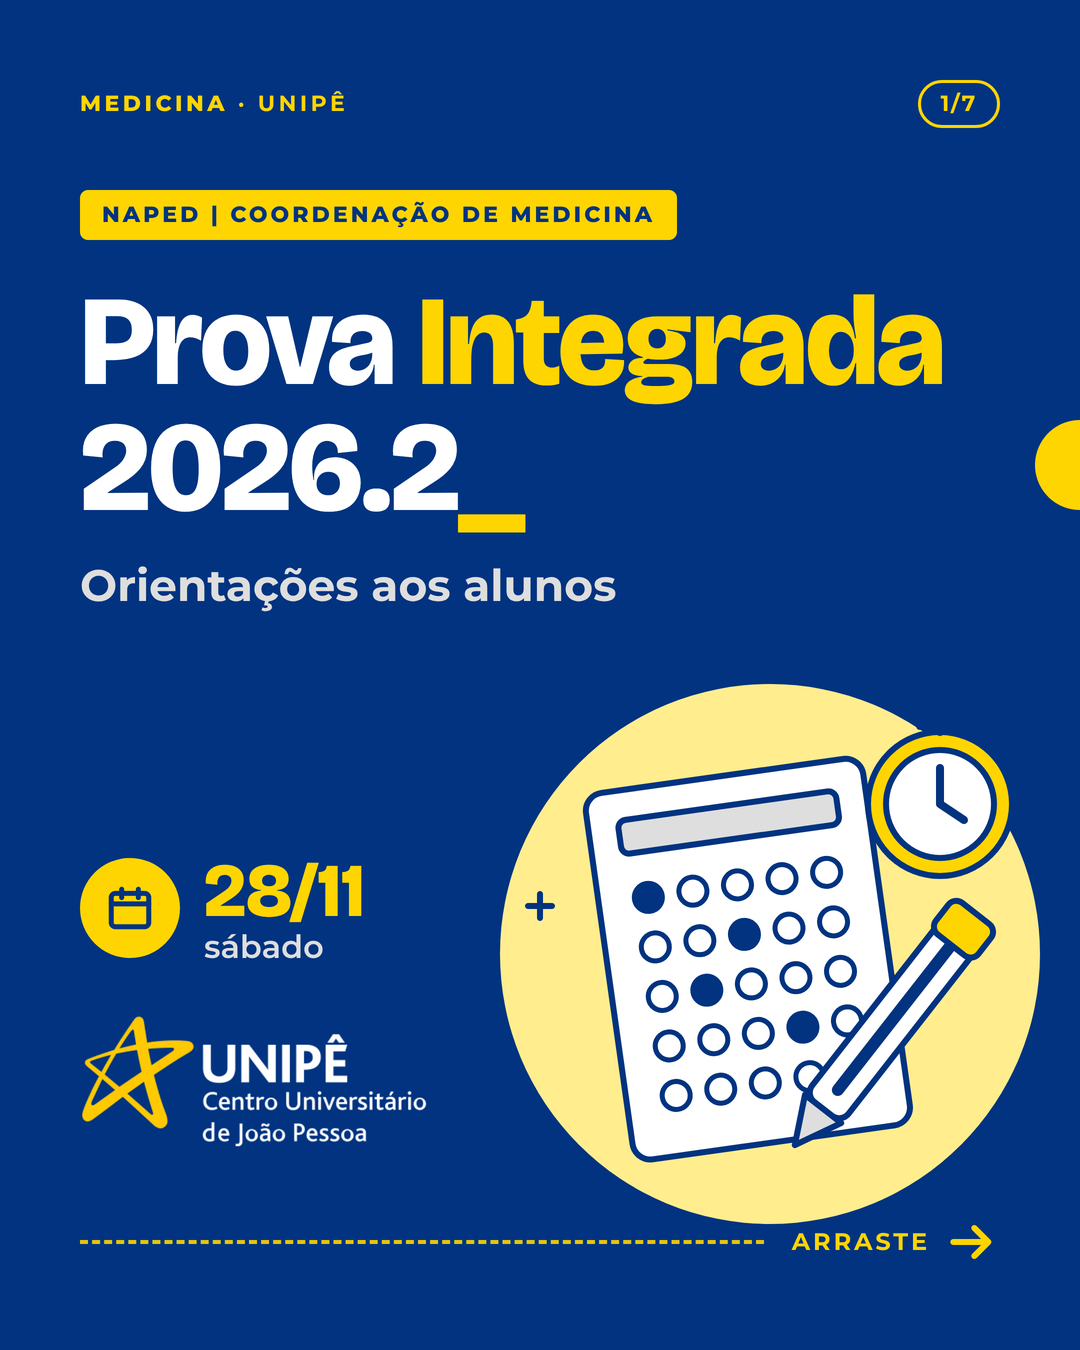 MEDICINA · UNIPÊ
1/7
NAPED | COORDENAÇÃO DE MEDICINA
Prova Integrada
2026.2_
Orientações aos alunos
28/11
sábado
UNIPÊ
Centro Universitário
de João Pessoa
ARRASTE